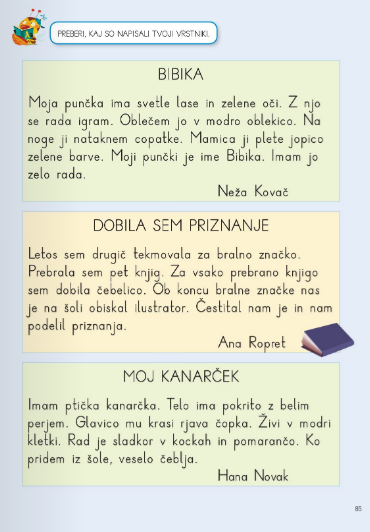 PREBERI, KAJ SO NAPISALI TVOJI VRSTNIKI.
BIBIKA
Moja punčka ima svetle lase in zelene oči. Z njo
se rada igram. Oblečem jo v modro oblekico. Na
noge ji nataknem copatke. Mamica ji plete jopico
zelene barve. Moji punčki je ime Bibika. Imam jo
zelo rada.
Neža Kovač
DOBILA SEM PRIZNANJE
Letos sem drugič tekmovala za bralno značko.
Prebrala sem pet knjig. Za vsako prebrano knjigo
sem dobila čebelico. Ob koncu bralne značke nas
je na šoli obiskal ilustrator. Čestital nam je in nam
podelil priznanja.
Ana Ropret
MOJ KANARČEK
Imam ptička kanarčka. Telo ima pokrito z belim
perjem. Glavico mu krasi rjava čopka. Živi v modri
kletki. Rad je sladkor v kockah in pomarančo. Ko
pridem iz šole, veselo čeblja.
Hana Novak
85